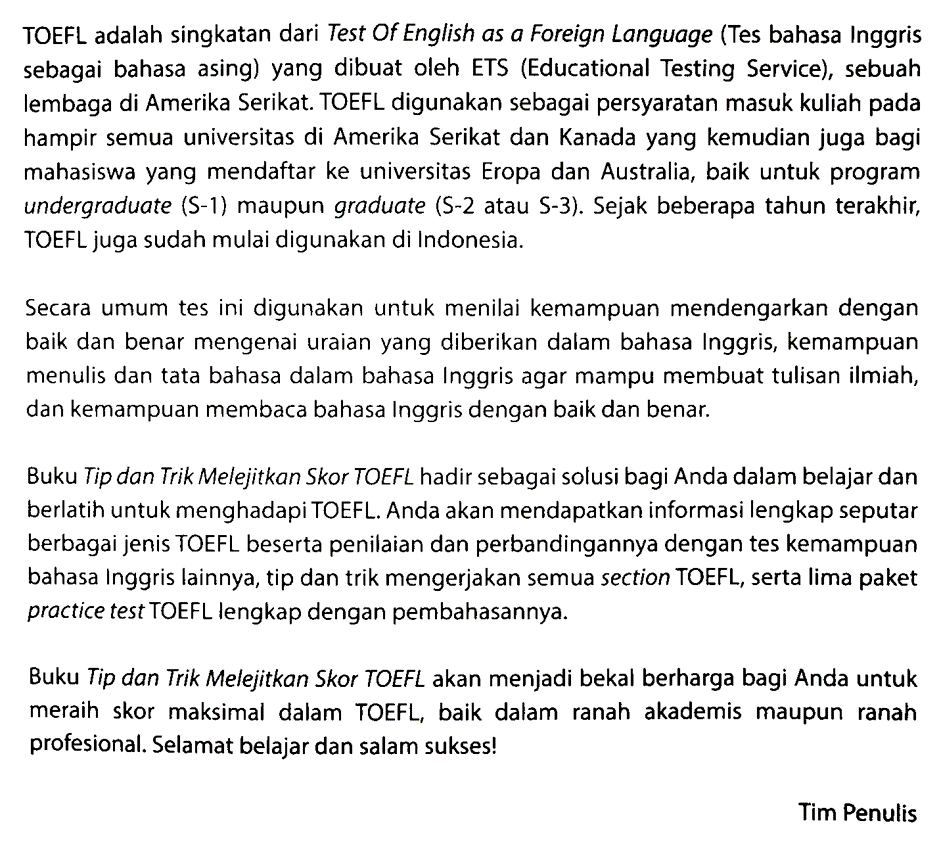 TOEFL adalah singkatan dari Test Of English as a Foreign Language (Tes bahasa Inggris
sebagai bahasa asing) yang dibuat oleh ETS (Educational Testing Service), sebuah
lembaga di Amerika Serikat. TOEFL digunakan sebagai persyaratan masuk kuliah pada
hampir semua universitas di Amerika Serikat dan Kanada yang kemudian juga bagi
mahasiswa yang mendaftar ke universitas Eropa dan Australia, baik untuk program
undergraduate (S-1) maupun graduate (S-2 atau S-3). Sejak beberapa tahun terakhir,
TOEFL juga sudah mulai digunakan di Indonesia.

Secara umum tes ini digunakan untuk menilai kemampuan mendengarkan dengan
baik dan benar mengenai uraian yang diberikan dalam bahasa Inggris, kemampuan
menulis dan tata bahasa dalam bahasa Inggris agar mampu membuat tulisan ilmiah,
dan kemampuan membaca bahasa Inggris dengan baik dan benar.

Buku Tip dan Trik Melejitkan Skor TOEFL hadir sebagai solusi bagi Anda dalam belajar dan
berlatih untuk menghadapi TOEFL. Anda akan mendapatkan informasi lengkap seputar
berbagai jenis TOEFL beserta penilaian dan perbandingannya dengan tes kemampuan
bahasa Inggris lainnya, tip dan trik mengerjakan semua section TOEFL, serta lima paket
practice test TOEFL lengkap dengan pembahasannya.

Buku Tip dan Trik Melejitkan Skor TOEFL akan menjadi bekal berharga bagi Anda untuk
meraih skor maksimal dalam TOEFL, baik dalam ranah akademis maupun ranah
profesional. Selamat belajar dan salam sukses!

Tim Penulis